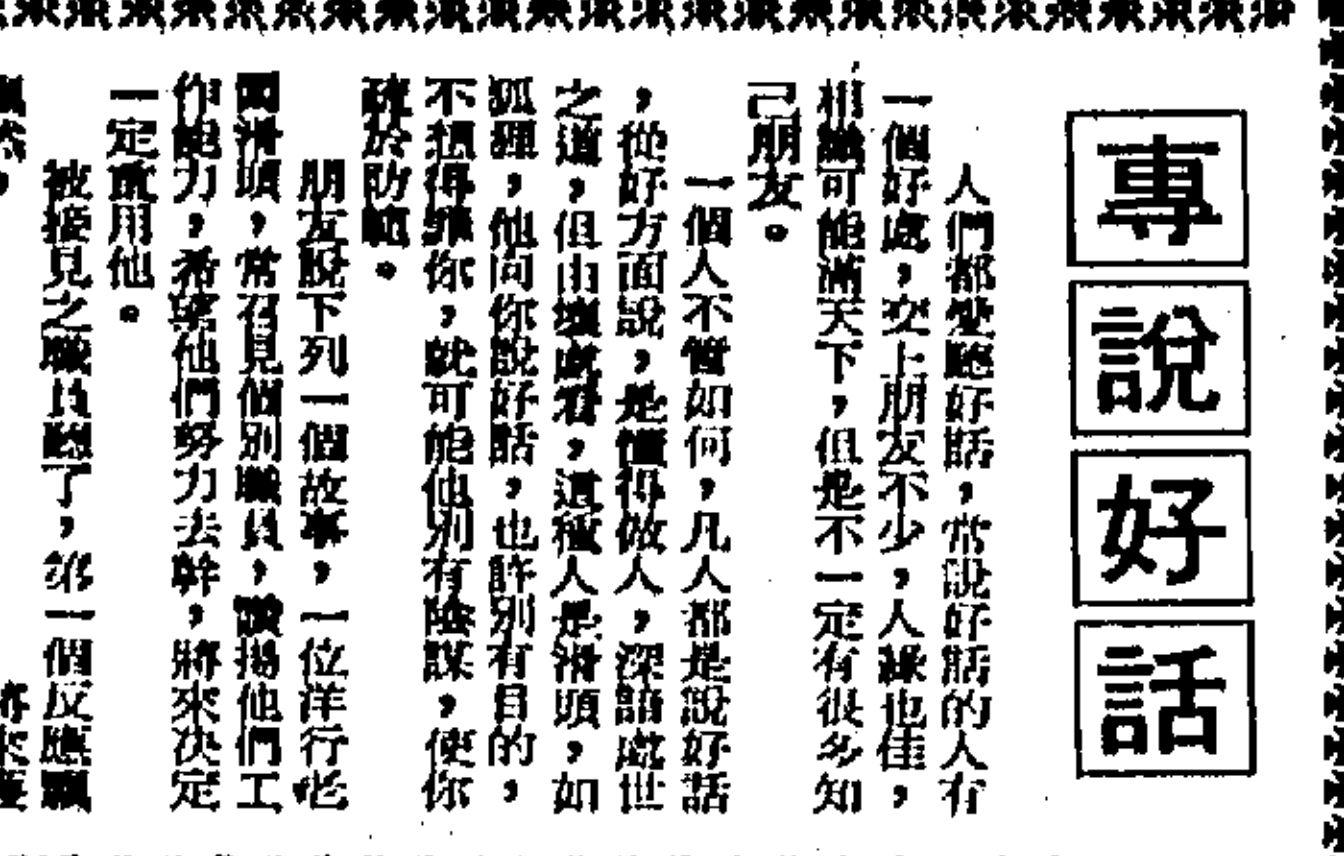 專說好話
人們都愛聽好話，常說好話的人有
一個好處，交上朋友不少，人緣也佳，
相識可能滿天下，但是不一定有很多知
己朋友。
一個人不管如何，凡人都是說好話
，從好方面說，是懂得做人，深諳處世
之道，但由壞處看，這種人是滑頭，如
狐狸，他向你說好話，也許別有目的，
不想得罪你，就可能他別有陰謀，使你
疏於防範。
朋友說下列一個故事，一位洋行老
闆滑頭，常召見個別職員，讚揚他們工
作能力，希望他們努力去幹，將來決定
一定重用他。
被接見之職員聽了，第一個反應飄
飄然，